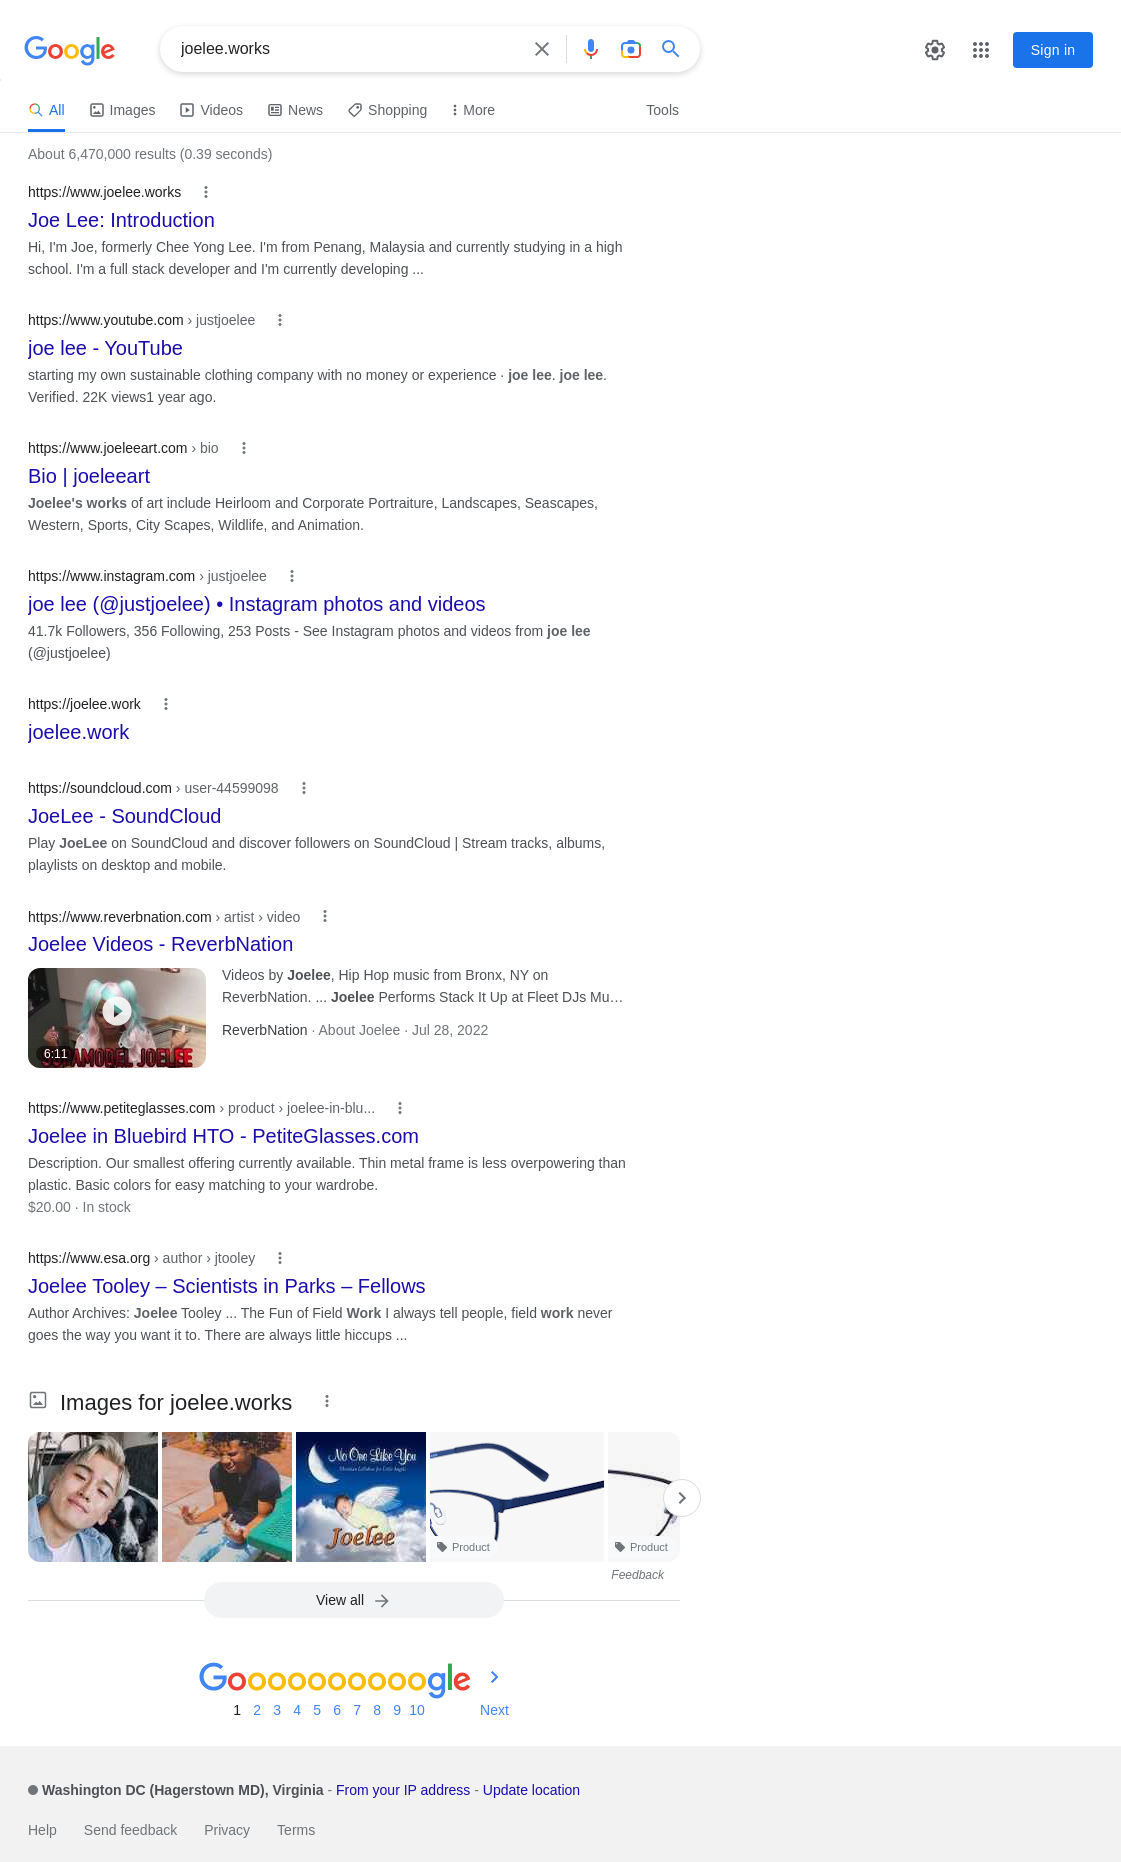 Google
joelee.works
Sign in
All
Images
Videos
News
Shopping
More
Tools
About 6,470,000 results (0.39 seconds)
https://www.joelee.works
Joe Lee: Introduction
Hi, I'm Joe, formerly Chee Yong Lee. I'm from Penang, Malaysia and currently studying in a high
school. I'm a full stack developer and I'm currently developing ...
https://www.youtube.com › justjoelee
joe lee - YouTube
starting my own sustainable clothing company with no money or experience · joe lee. joe lee.
Verified. 22K views1 year ago.
https://www.joeleeart.com › bio
Bio | joeleeart
Joelee's works of art include Heirloom and Corporate Portraiture, Landscapes, Seascapes,
Western, Sports, City Scapes, Wildlife, and Animation.
https://www.instagram.com › justjoelee
joe lee (@justjoelee) • Instagram photos and videos
41.7k Followers, 356 Following, 253 Posts - See Instagram photos and videos from joe lee
(@justjoelee)
https://joelee.work
joelee.work
https://soundcloud.com › user-44599098
JoeLee - SoundCloud
Play JoeLee on SoundCloud and discover followers on SoundCloud | Stream tracks, albums,
playlists on desktop and mobile.
https://www.reverbnation.com › artist › video
Joelee Videos - ReverbNation
Videos by Joelee, Hip Hop music from Bronx, NY on
ReverbNation. ... Joelee Performs Stack It Up at Fleet DJs Mu…
ReverbNation · About Joelee · Jul 28, 2022
6:11
JOELEE
https://www.petiteglasses.com › product › joelee-in-blu...
Joelee in Bluebird HTO - PetiteGlasses.com
Description. Our smallest offering currently available. Thin metal frame is less overpowering than
plastic. Basic colors for easy matching to your wardrobe.
$20.00 · In stock
https://www.esa.org › author › jtooley
Joelee Tooley – Scientists in Parks – Fellows
Author Archives: Joelee Tooley ... The Fun of Field Work I always tell people, field work never
goes the way you want it to. There are always little hiccups ...
Images for joelee.works
No One Like You
Christian Lullabies for Little Angels
Joelee
Product
Product
Feedback
View all
Goooooooooogle
1 2 3 4 5 6 7 8 9 10 Next
Washington DC (Hagerstown MD), Virginia - From your IP address - Update location
Help Send feedback Privacy Terms